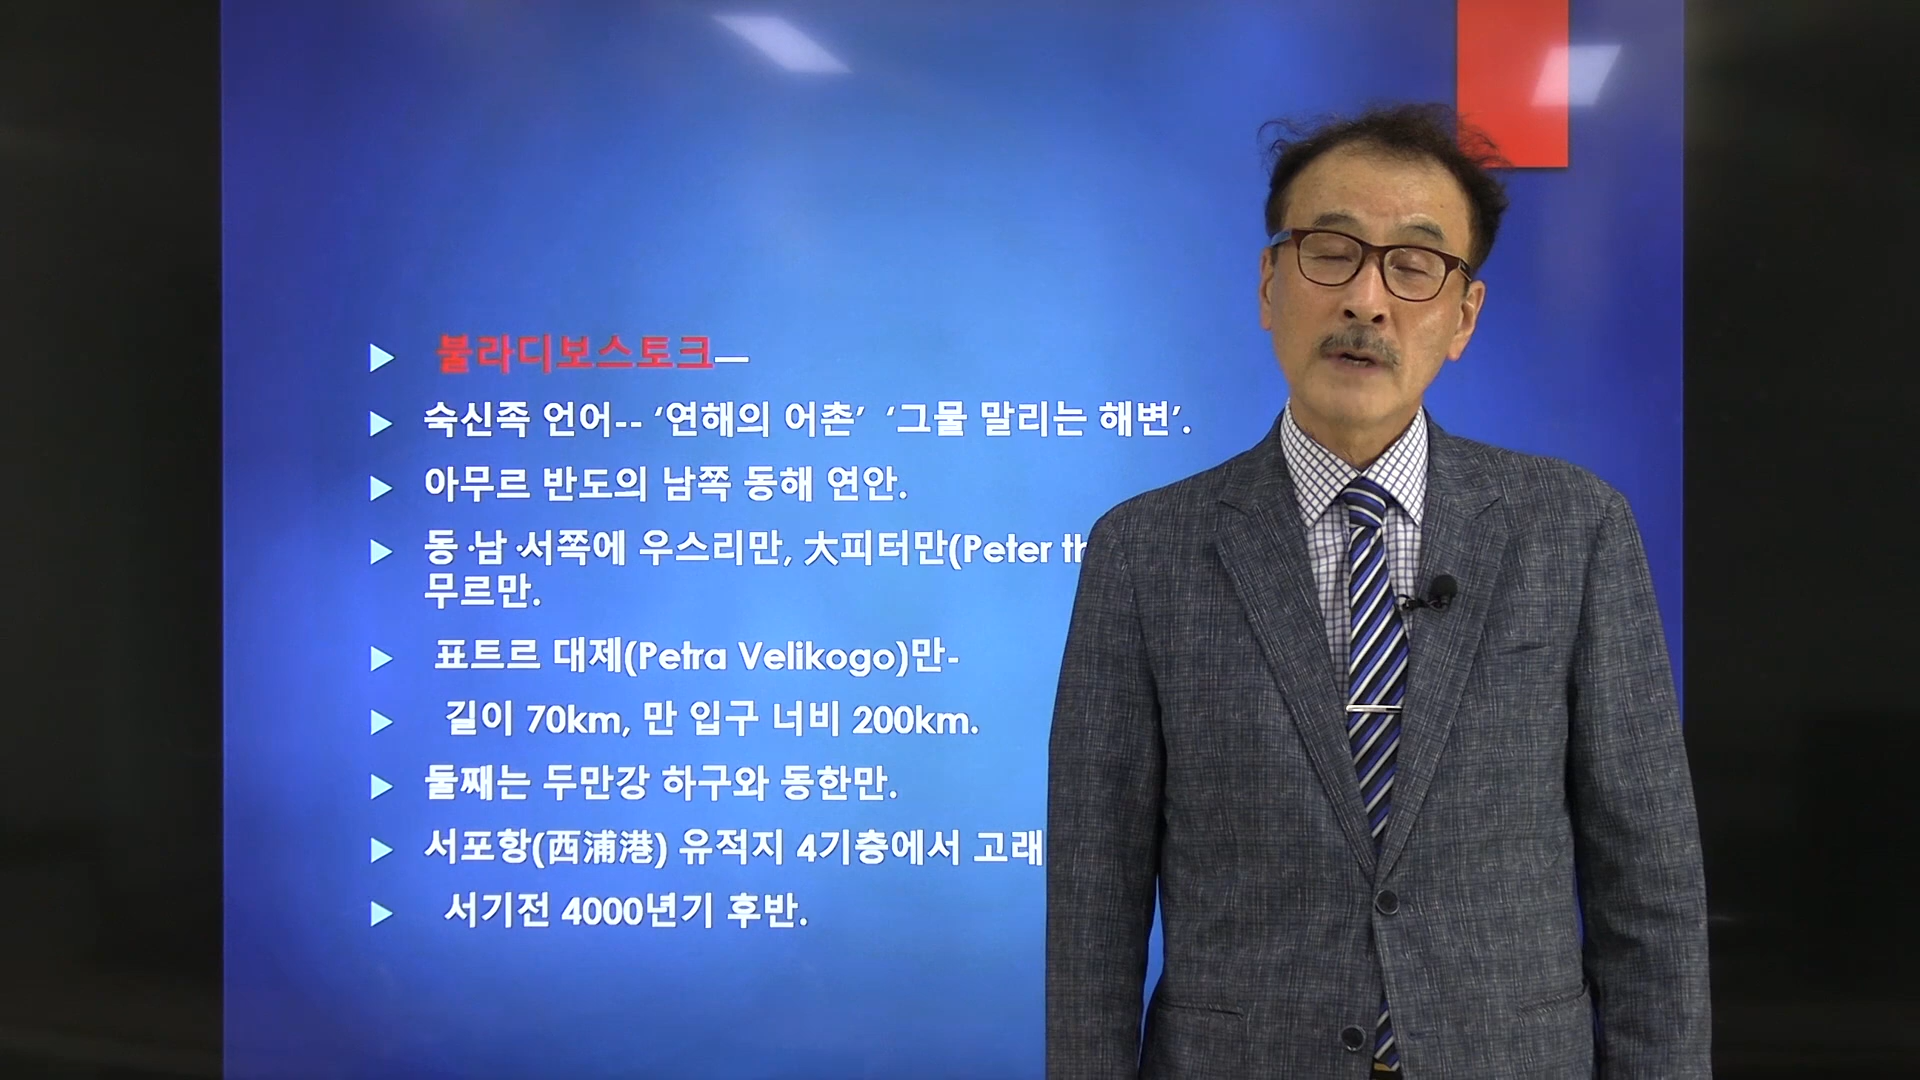 불라디보스토크—
숙신족 언어-- ‘연해의 어촌’ ‘그물 말리는 해변’.
아무르 반도의 남쪽 동해 연안.
동·남·서쪽에 우스리만, 大피터만(Peter
무르만.
표트르 대제(Petra Velikogo)만-
길이 70km, 만 입구 너비 200km.
둘째는 두만강 하구와 동한만.
서포항(西浦港) 유적지 4기층에서 고래
서기전 4000년기 후반.